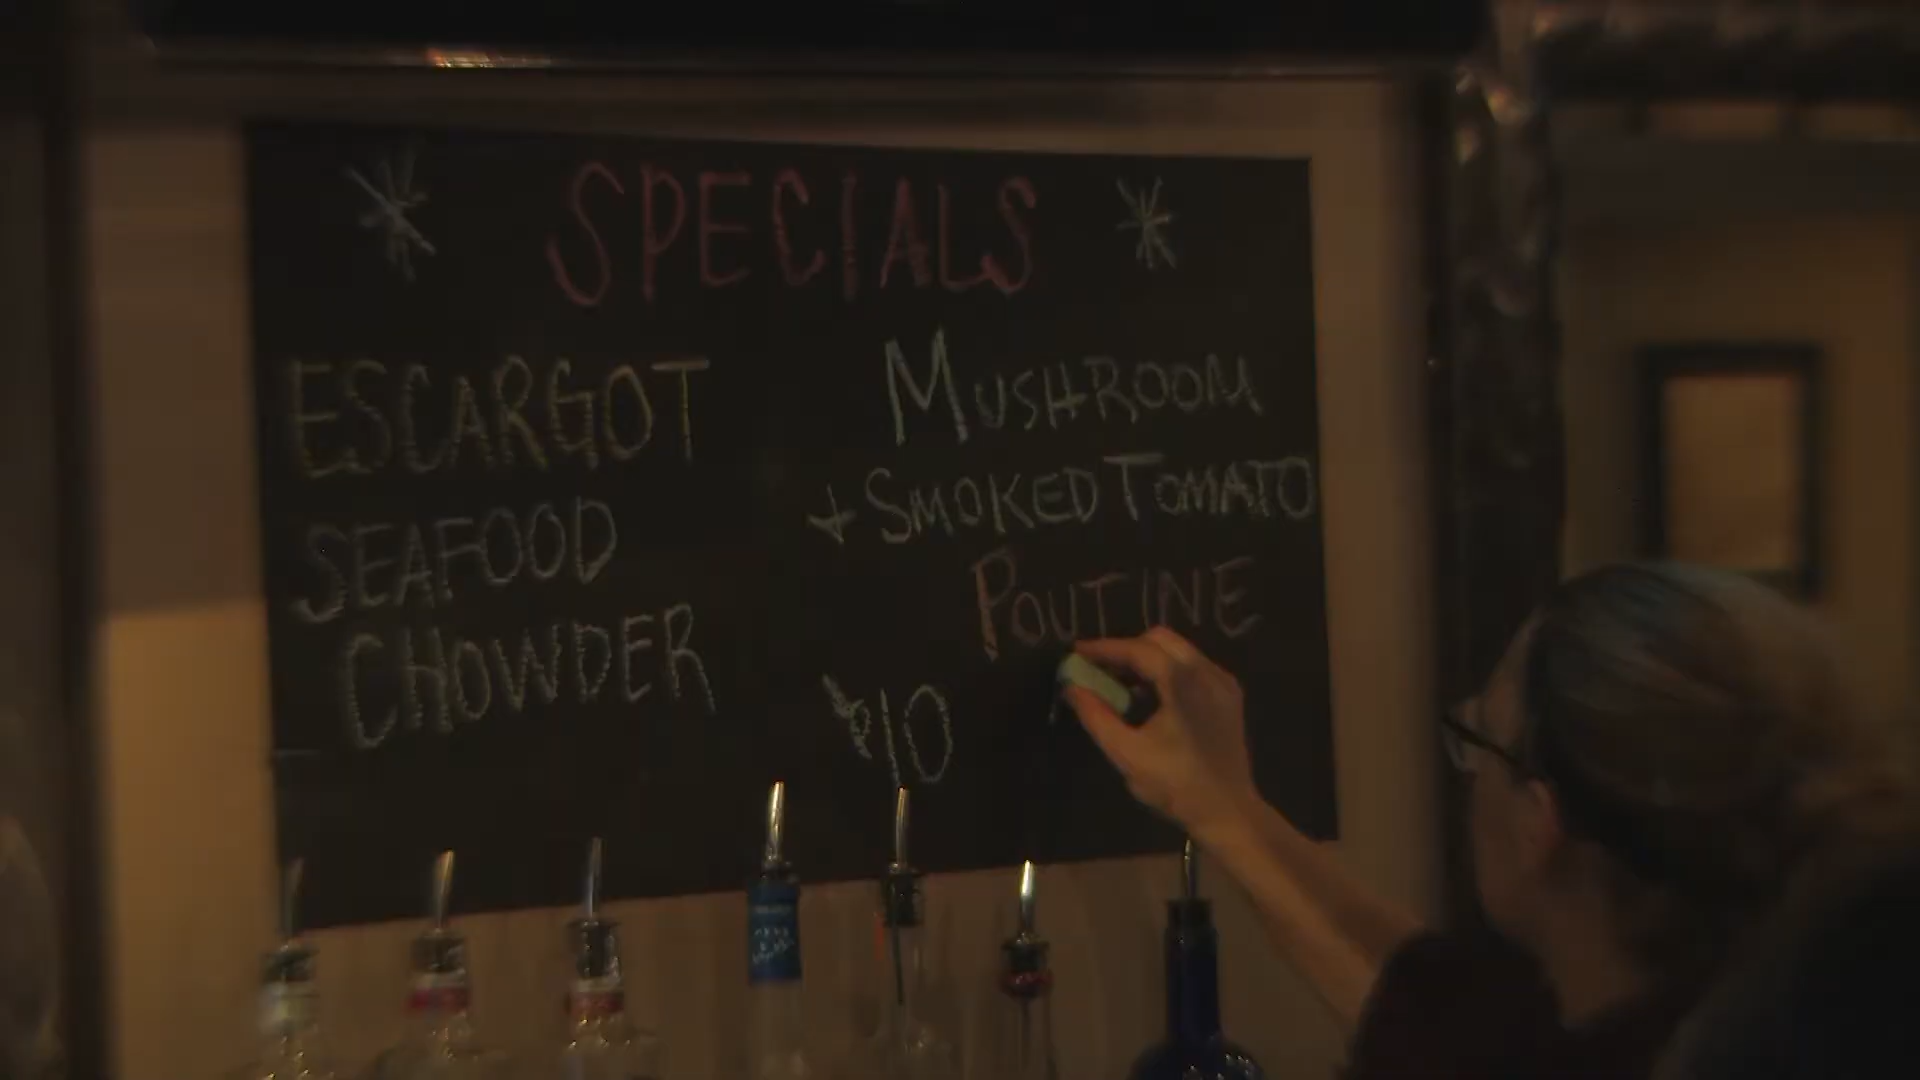 * SPECIALS *
ESCARGOT
SEAFOOD
CHOWDER
MUSHROOM
+ SMOKED TOMATO
POUTINE
$10